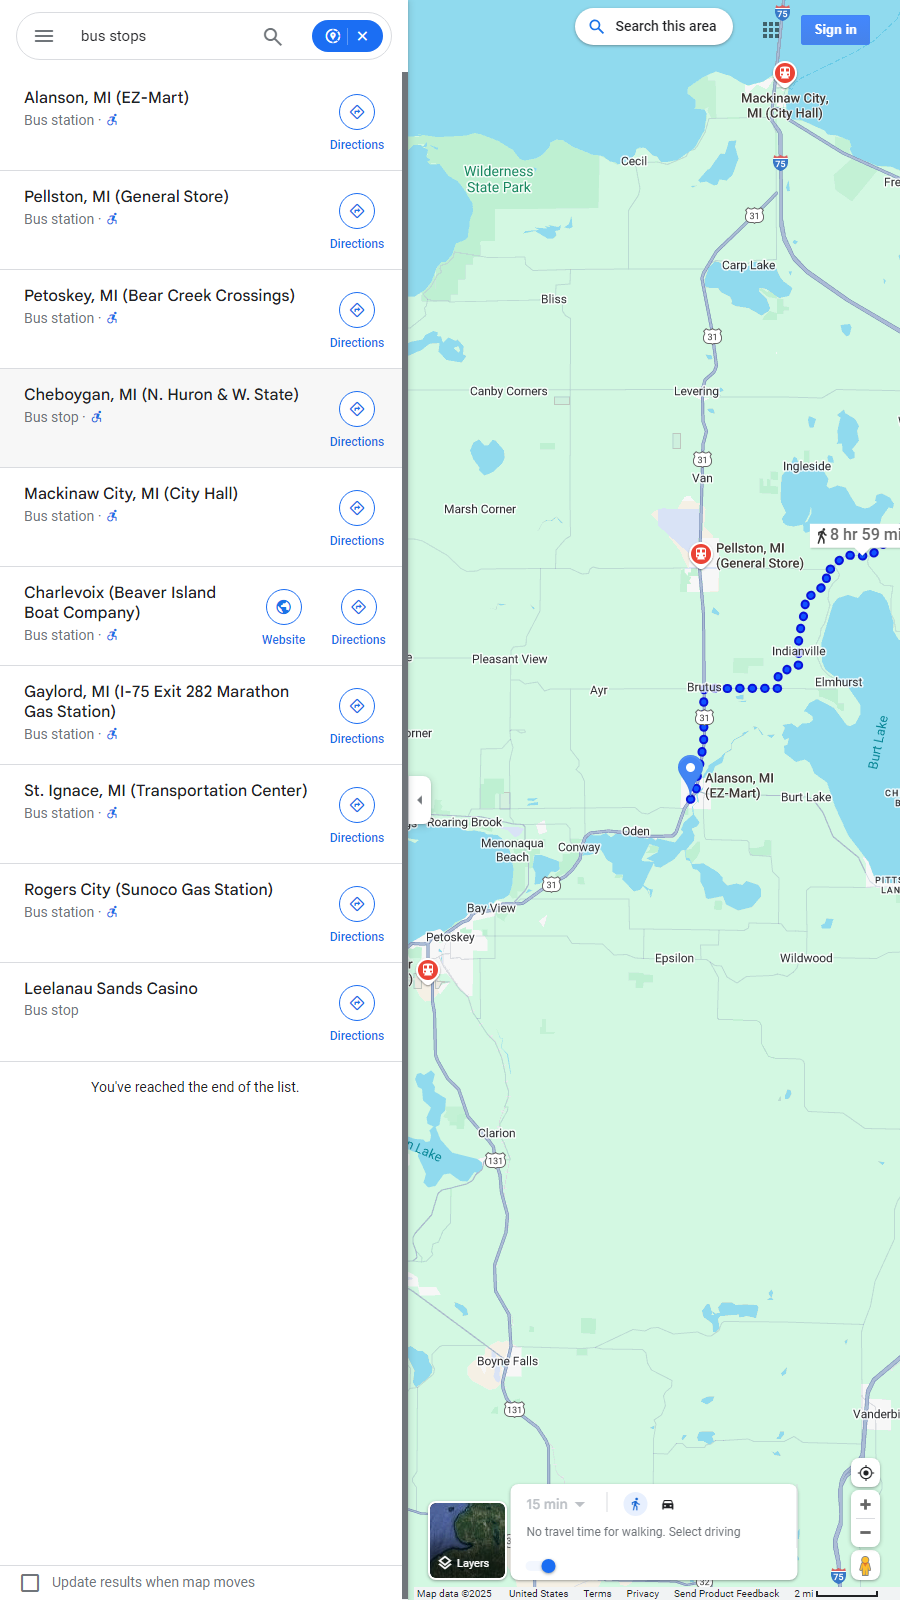 bus stops
Alanson, MI (EZ-Mart)
Bus station ·
Directions
Pellston, MI (General Store)
Bus station ·
Directions
Petoskey, MI (Bear Creek Crossings)
Bus station ·
Directions
Cheboygan, MI (N. Huron & W. State)
Bus stop ·
Directions
Mackinaw City, MI (City Hall)
Bus station ·
Directions
Charlevoix (Beaver Island
Boat Company)
Bus station ·
Website
Directions
Gaylord, MI (I-75 Exit 282 Marathon
Gas Station)
Bus station ·
Directions
St. Ignace, MI (Transportation Center)
Bus station ·
Directions
Rogers City (Sunoco Gas Station)
Bus station ·
Directions
Leelanau Sands Casino
Bus stop
Directions
You've reached the end of the list.
Update results when map moves
Search this area
Sign in
75
Mackinaw City,
MI (City Hall)
Cecil
75
Wilderness
State Park
Fre
31
Carp Lake
Bliss
31
Canby Corners
Levering
31
Ingleside
Van
Marsh Corner
8 hr 59 mi
Pellston, MI
(General Store)
Indianville
Pleasant View
Elmhurst
Ayr
Brutus
31
orner
Burt Lake
Alanson, MI
(EZ-Mart)
Burt Lake
CH
Roaring Brook
Oden
Menonaqua
Beach
Conway
31
PITTS
LAN
Bay View
Petoskey
Epsilon
Wildwood
Clarion
n Lake
131
Boyne Falls
131
Vanderbi
15 min
No travel time for walking. Select driving
Layers
75
(32)
Map data ©2025
United States
Terms
Privacy
Send Product Feedback
2 mi